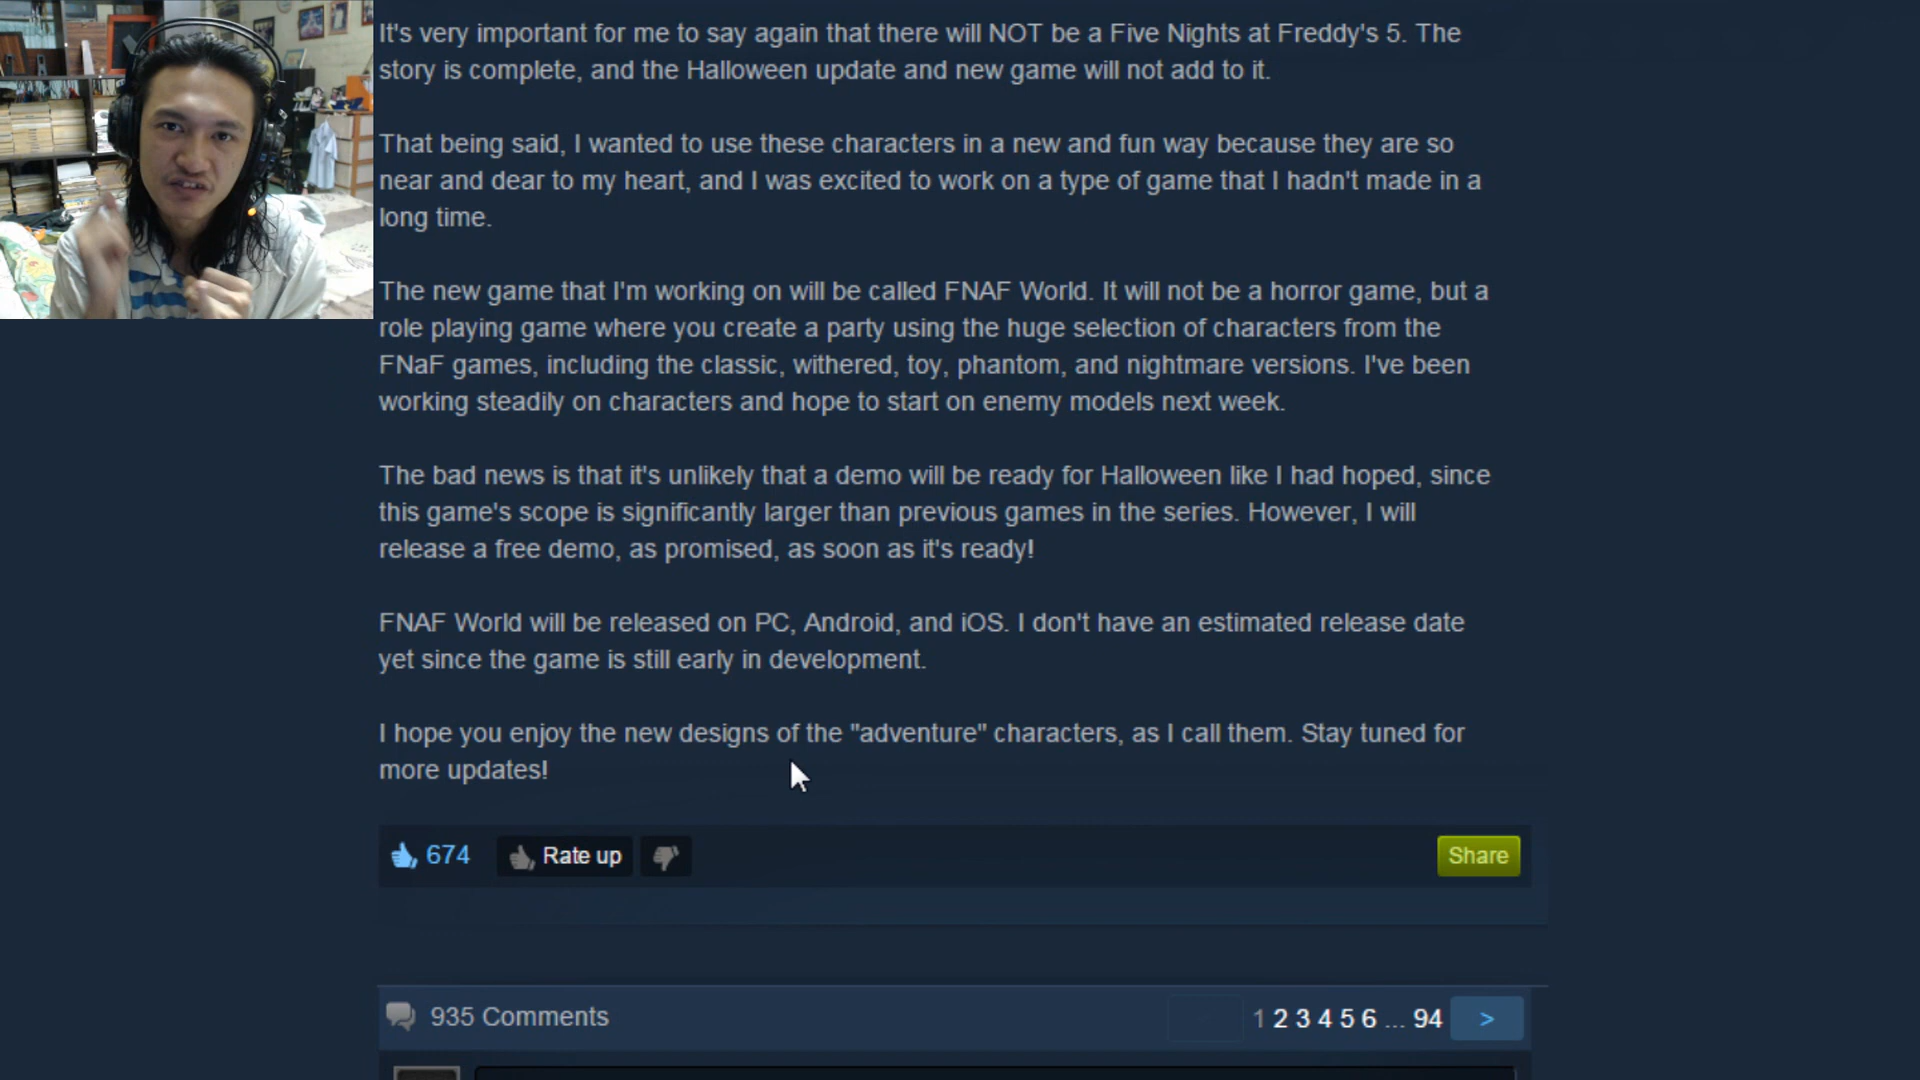 It's very important for me to say again that there will NOT be a Five Nights at Freddy's 5. The
story is complete, and the Halloween update and new game will not add to it.
That being said, I wanted to use these characters in a new and fun way because they are so
near and dear to my heart, and I was excited to work on a type of game that I hadn't made in a
long time.
The new game that I'm working on will be called FNAF World. It will not be a horror game, but a
role playing game where you create a party using the huge selection of characters from the
FNaF games, including the classic, withered, toy, phantom, and nightmare versions. I've been
working steadily on characters and hope to start on enemy models next week.
The bad news is that it's unlikely that a demo will be ready for Halloween like I had hoped, since
this game's scope is significantly larger than previous games in the series. However, I will
release a free demo, as promised, as soon as it's ready!
FNAF World will be released on PC, Android, and iOS. I don't have an estimated release date
yet since the game is still early in development.
I hope you enjoy the new designs of the "adventure" characters, as I call them. Stay tuned for
more updates!
674 Rate up Share
935 Comments 1 2 3 4 5 6 ... 94 >